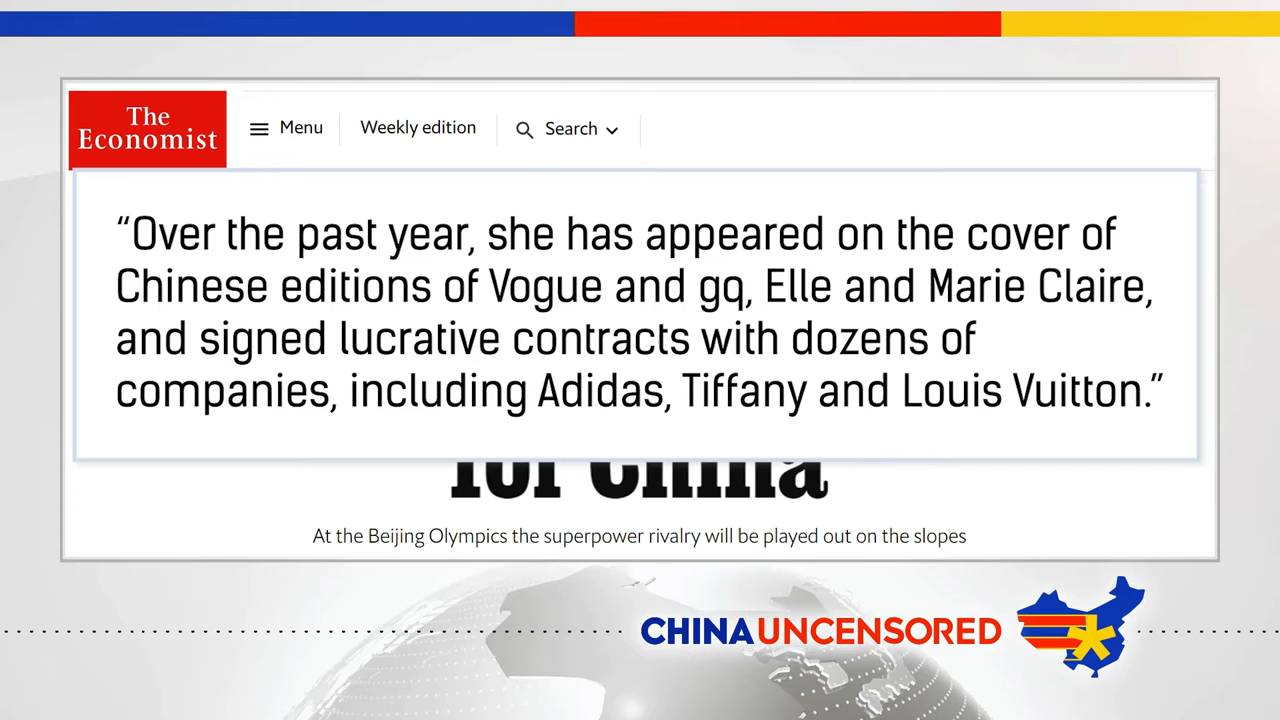 The
Economist
Menu
Weekly edition
Search
“Over the past year, she has appeared on the cover of
Chinese editions of Vogue and gq, Elle and Marie Claire,
and signed lucrative contracts with dozens of
companies, including Adidas, Tiffany and Louis Vuitton.”
for China
At the Beijing Olympics the superpower rivalry will be played out on the slopes
CHINA UNCENSORED